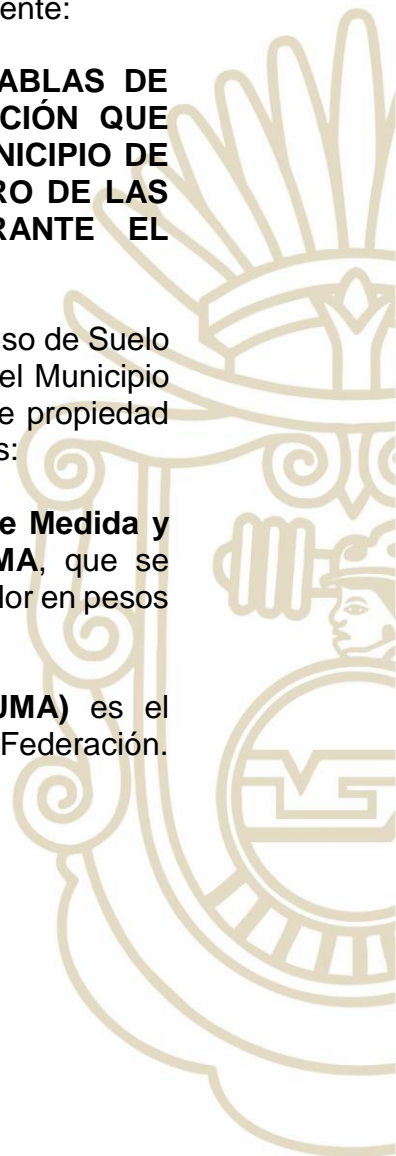 ente:
ABLAS DE
CIÓN QUE
NICIPIO DE
RO DE LAS
RANTE EL
so de Suelo
el Municipio
e propiedad
s:
e Medida y
MA, que se
lor en pesos
UMA) es el
Federación.